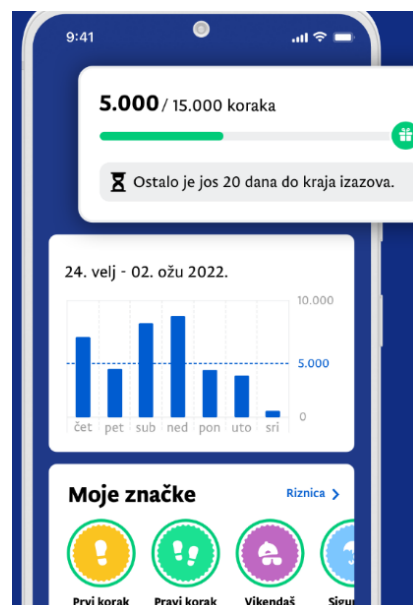 9:41
5.000 / 15.000 koraka
Ostalo je jos 20 dana do kraja izazova.
24. velj - 02. ožu 2022.
10.000
5.000
0
čet pet sub ned pon uto sri
Moje značke
Riznica
Prvi korak Pravi korak Vikendaš